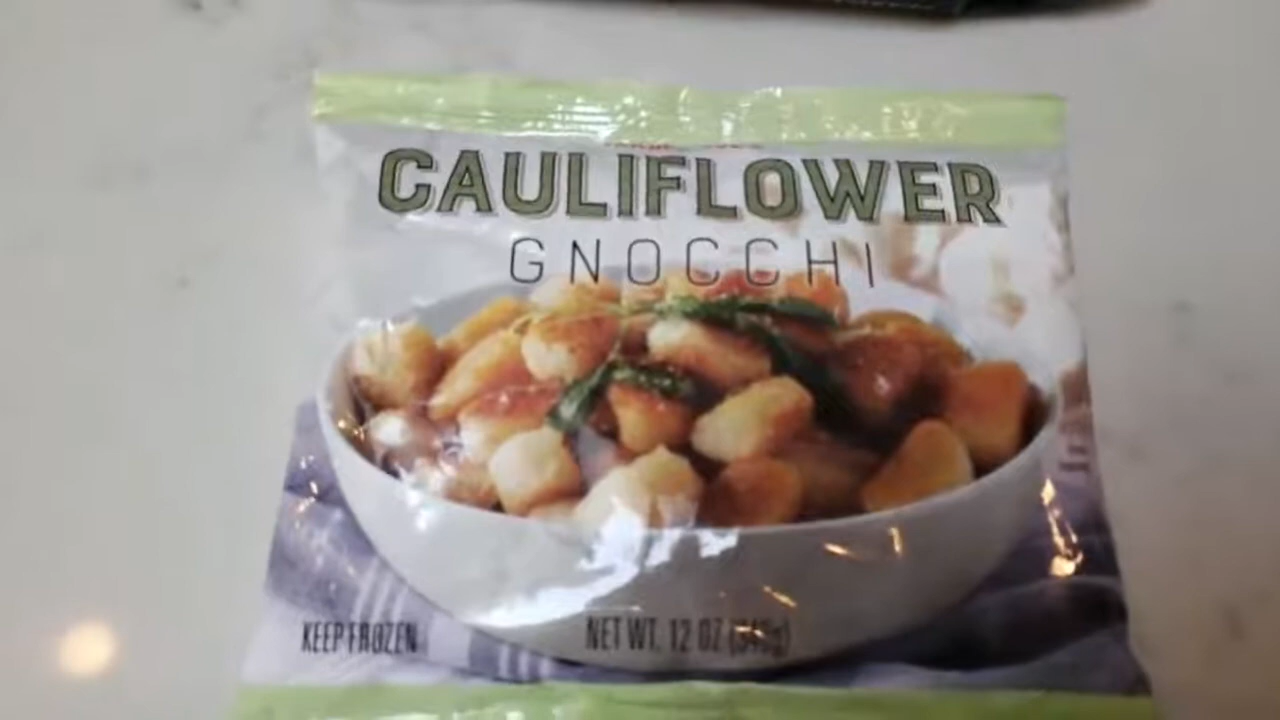 CAULIFLOWER
GNOCCHI
KEEP FROZEN
NET WT. 12 OZ (340g)